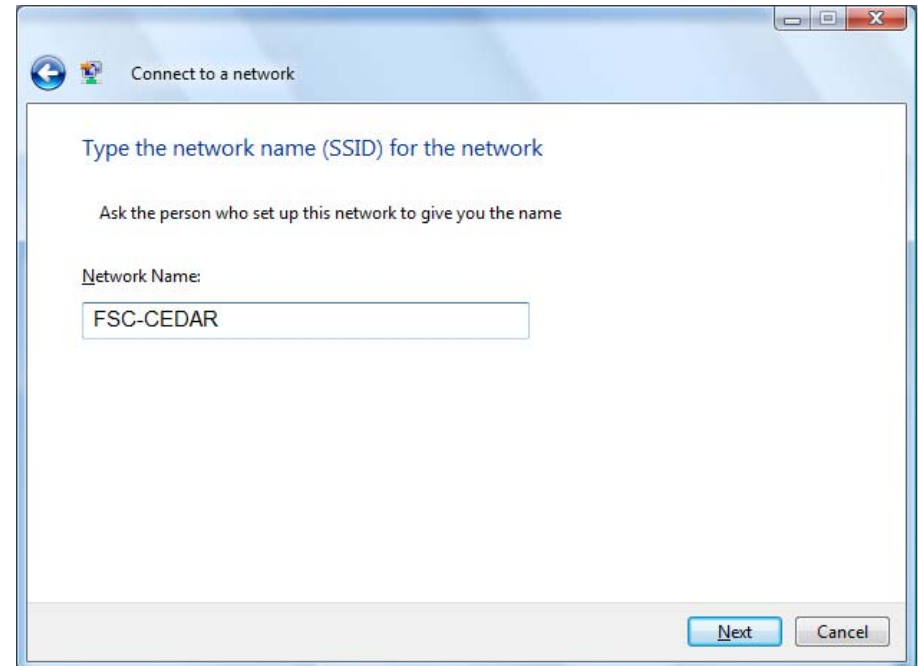 Connect to a network
Type the network name (SSID) for the network
Ask the person who set up this network to give you the name
Network Name:
FSC-CEDAR
Next Cancel